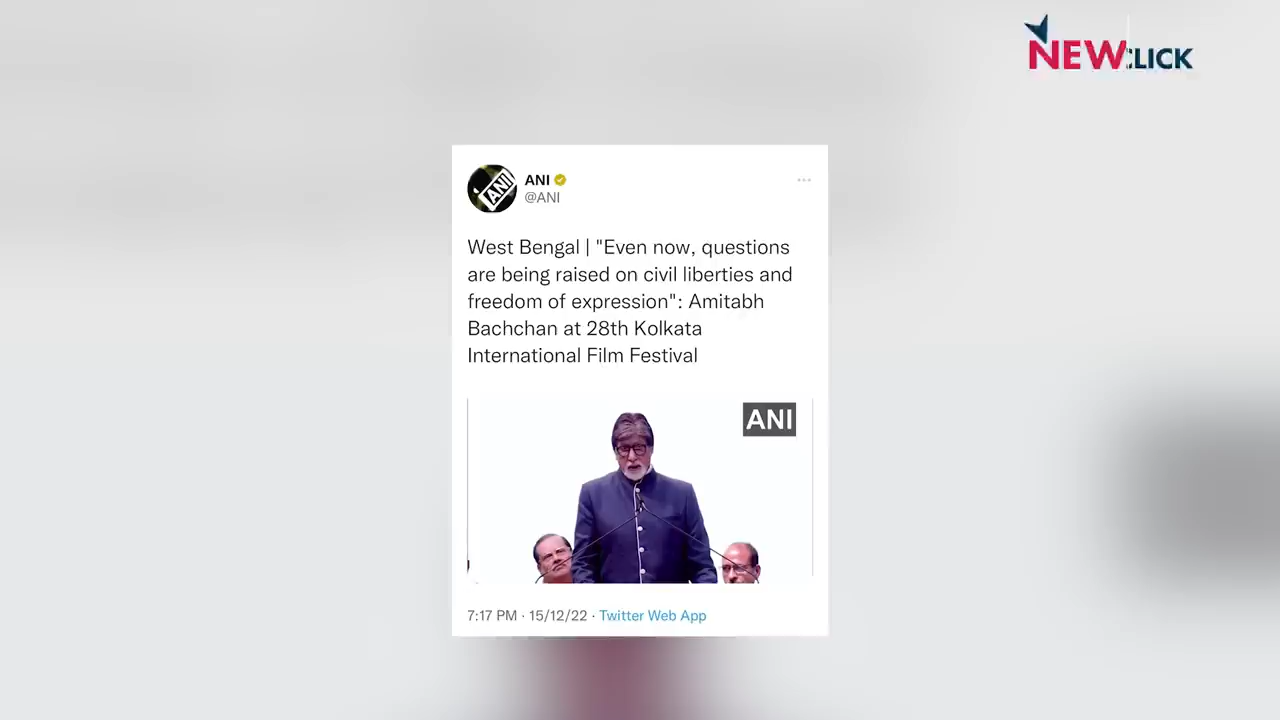 NEWCLICK
ANI
ANI
@ANI
West Bengal | "Even now, questions
are being raised on civil liberties and
freedom of expression": Amitabh
Bachchan at 28th Kolkata
International Film Festival
ANI
7:17 PM · 15/12/22 · Twitter Web App